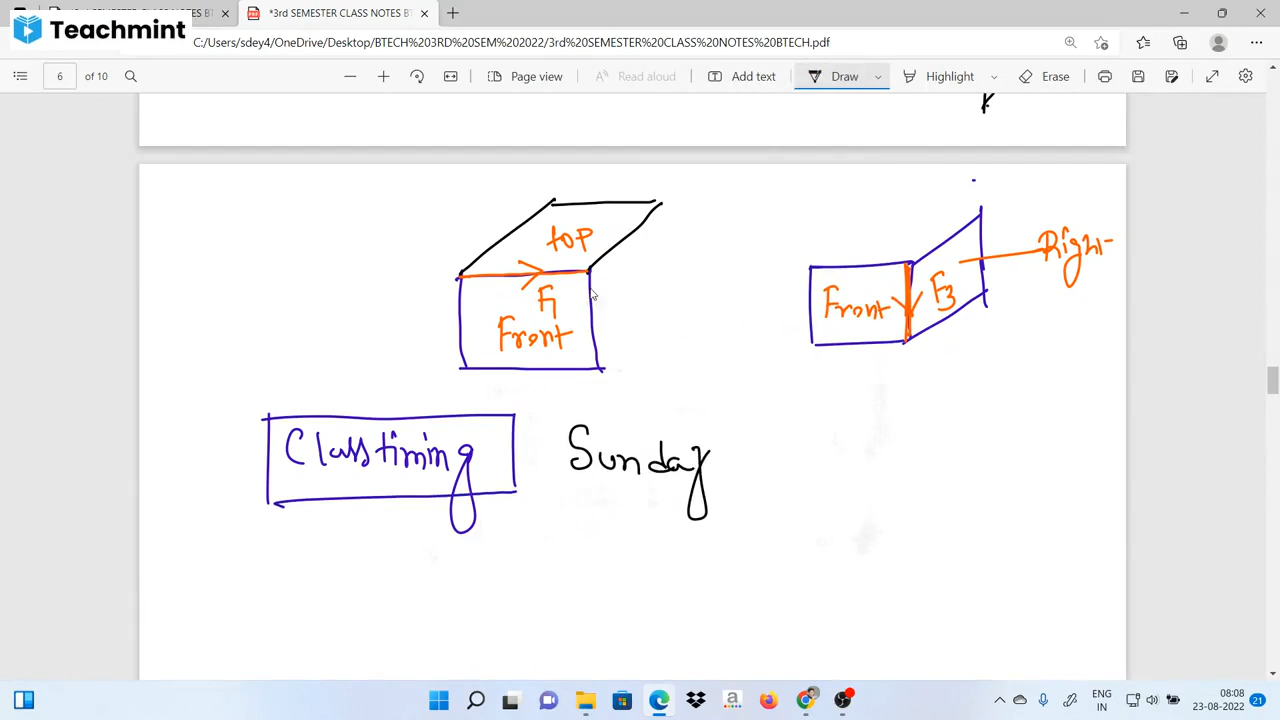 *3rd SEMESTER CLASS NOTES BT
Teachmint
C:/Users/sdey4/OneDrive/Desktop/BTECH%203RD%20SEM%202022/3rd%20SEMESTER%20CLASS%20NOTES%20BTECH.pdf
6 of 10
Page view
Read aloud
Add text
Draw
Highlight
Erase
top
F1
Front
Front
F3
Right
Class timing
Sunday
ENG
IN
08:08
23-08-2022
21